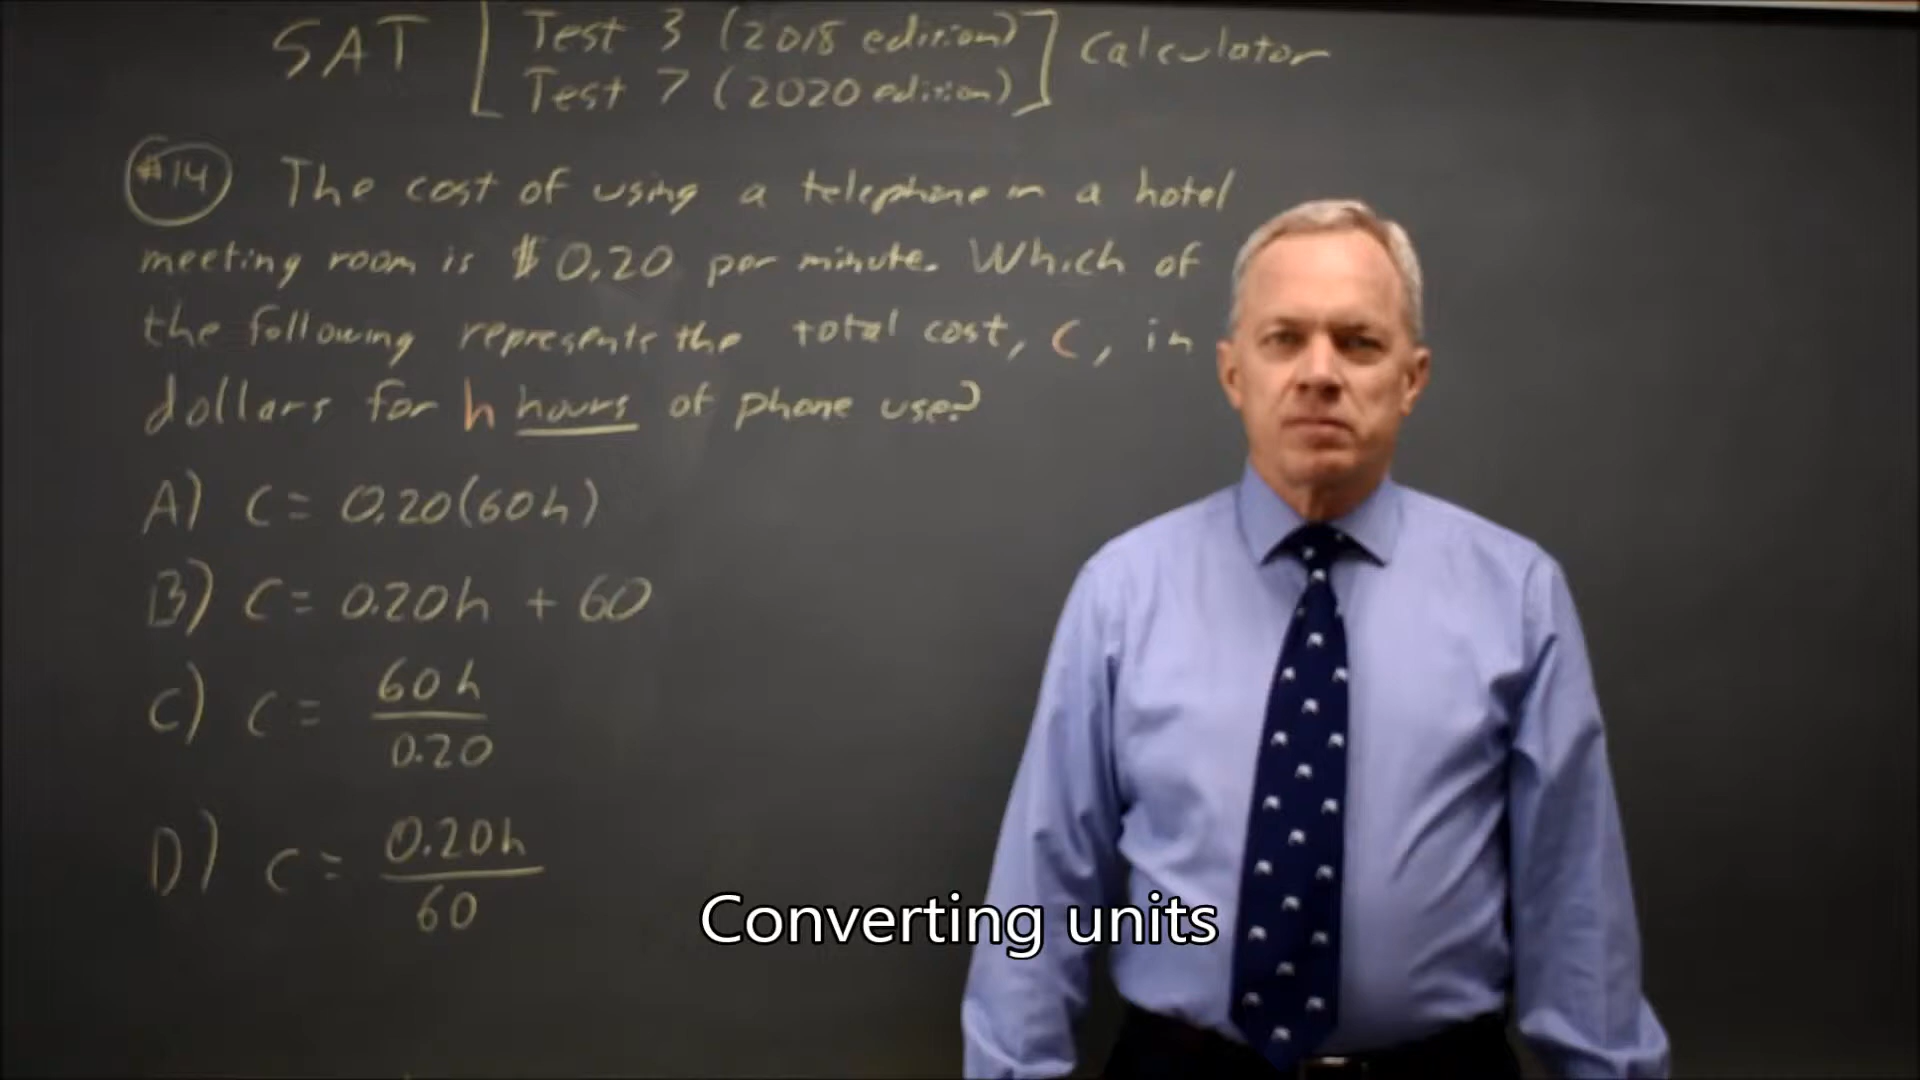 SAT [Test 3 (2018 edition)
Test 7 (2020 edition)] Calculator
#14 The cost of using a telephone in a hotel
meeting room is $0.20 per minute. Which of
the following represents the total cost, c, in
dollars for h hours of phone use?
A) C = 0.20(60h)
B) C = 0.20h + 60
C) C = 60h
0.20
D) C = 0.20h
60
Converting units